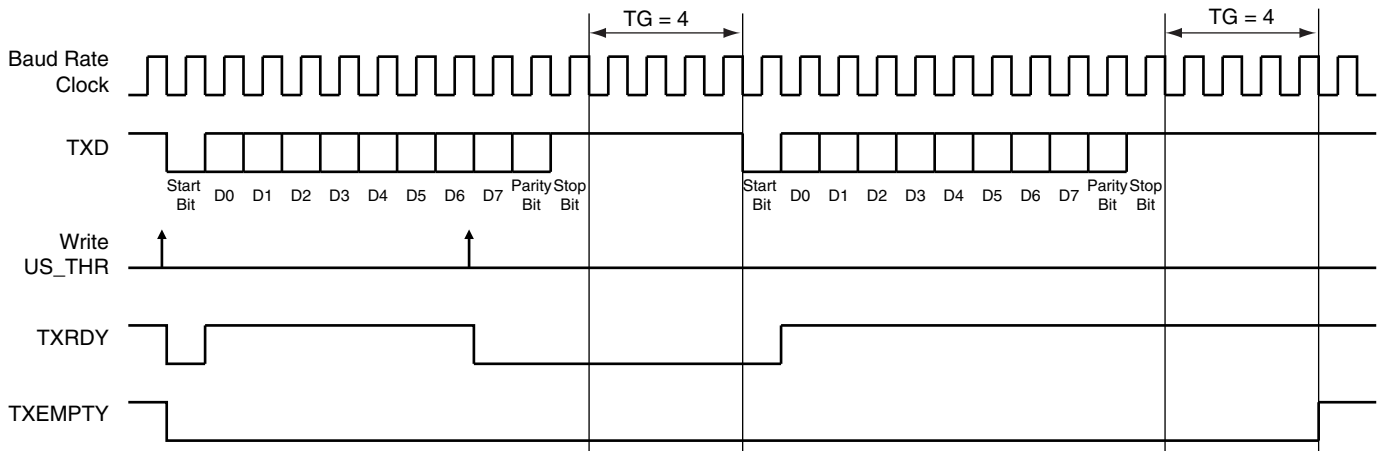 TG = 4
TG = 4
Baud Rate
Clock
TXD
Start
Bit
D0
D1
D2
D3
D4
D5
D6
D7
Parity
Bit
Stop
Bit
Start
Bit
D0
D1
D2
D3
D4
D5
D6
D7
Parity
Bit
Stop
Bit
Write
US_THR
TXRDY
TXEMPTY